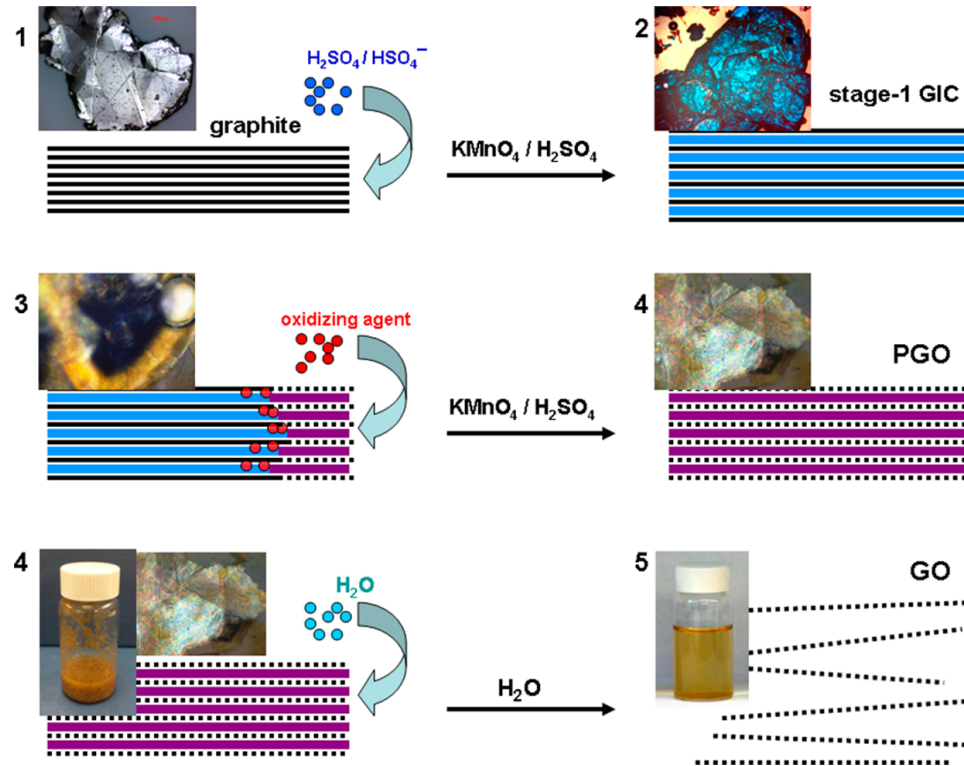 1
H₂SO₄ / HSO₄⁻
graphite
KMnO₄ / H₂SO₄
2
stage-1 GIC
3
oxidizing agent
KMnO₄ / H₂SO₄
4
PGO
4
H₂O
H₂O
5
GO